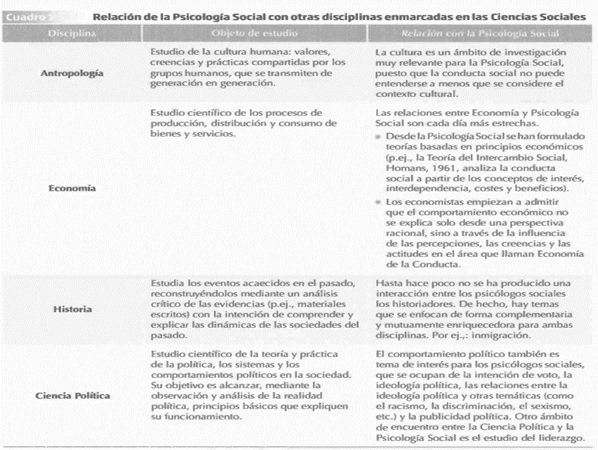 Cuadro
Relación de la Psicología Social con otras disciplinas enmarcadas en las Ciencias Sociales
Disciplina
Objeto de estudio
Relación con la Psicología Social
Antropología
Estudio de la cultura humana: valores,
creencias y prácticas compartidas por los
grupos humanos, que se transmiten de
generación en generación.
La cultura es un ámbito de investigación
muy relevante para la Psicología Social,
puesto que la conducta social no puede
entenderse a menos que se considere el
contexto cultural.
Economía
Estudio científico de los procesos de
producción, distribución y consumo de
bienes y servicios.
Las relaciones entre Economía y Psicología
Social son cada día más estrechas.
Desde la Psicología Social se han formulado
teorías basadas en principios económicos
(p.ej., la Teoría del Intercambio Social,
Homans, 1961, analiza la conducta
social a partir de los conceptos de interés,
interdependencia, costes y beneficios).
Los economistas empiezan a admitir
que el comportamiento económico no
se explica solo desde una perspectiva
racional, sino a través de la influencia
de las percepciones, las creencias y las
actitudes en el área que llaman Economía
de la Conducta.
Historia
Estudia los eventos acaecidos en el pasado,
reconstruyéndolos mediante un análisis
crítico de las evidencias (p.ej., materiales
escritos) con la intención de comprender y
explicar las dinámicas de las sociedades del
pasado.
Hasta hace poco no se ha producido una
interacción entre los psicólogos sociales
los historiadores. De hecho, hay temas
que se enfocan de forma complementaria
y mutuamente enriquecedora para ambas
disciplinas. Por ej.,: inmigración.
Ciencia Política
Estudio científico de la teoría y práctica
de la política, los sistemas y los
comportamientos políticos en la sociedad.
Su objetivo es alcanzar, mediante la
observación y análisis de la realidad
política, principios básicos que expliquen
su funcionamiento.
El comportamiento político también es
tema de interés para los psicólogos sociales,
que se ocupan de la intención de voto, la
ideología política, las relaciones entre la
ideología política y otras temáticas (como
el racismo, la discriminación, el sexismo,
etc.) y la publicidad política. Otro ámbito
de encuentro entre la Ciencia Política y la
Psicología Social es el estudio del liderazgo.